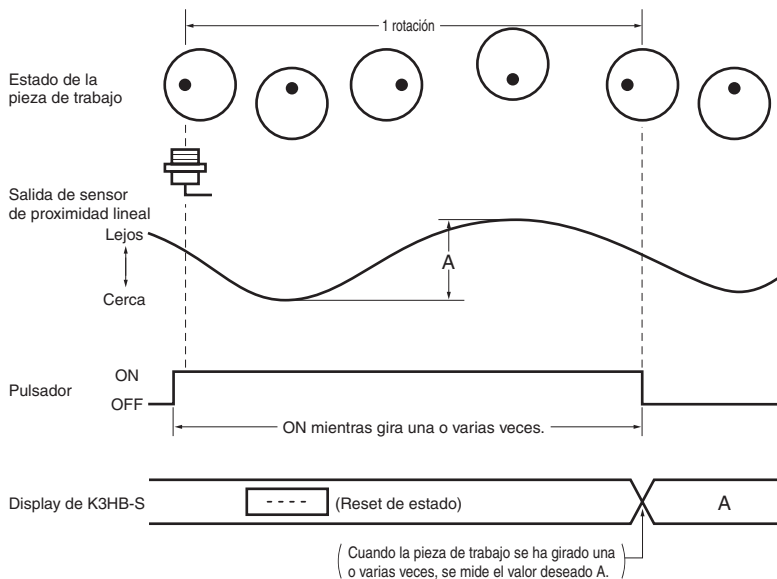 1 rotación
Estado de la
pieza de trabajo
Salida de sensor
de proximidad lineal
Lejos
A
Cerca
Pulsador
ON
OFF
ON mientras gira una o varias veces.
Display de K3HB-S
- - - -
(Reset de estado)
A
(Cuando la pieza de trabajo se ha girado una
o varias veces, se mide el valor deseado A.)